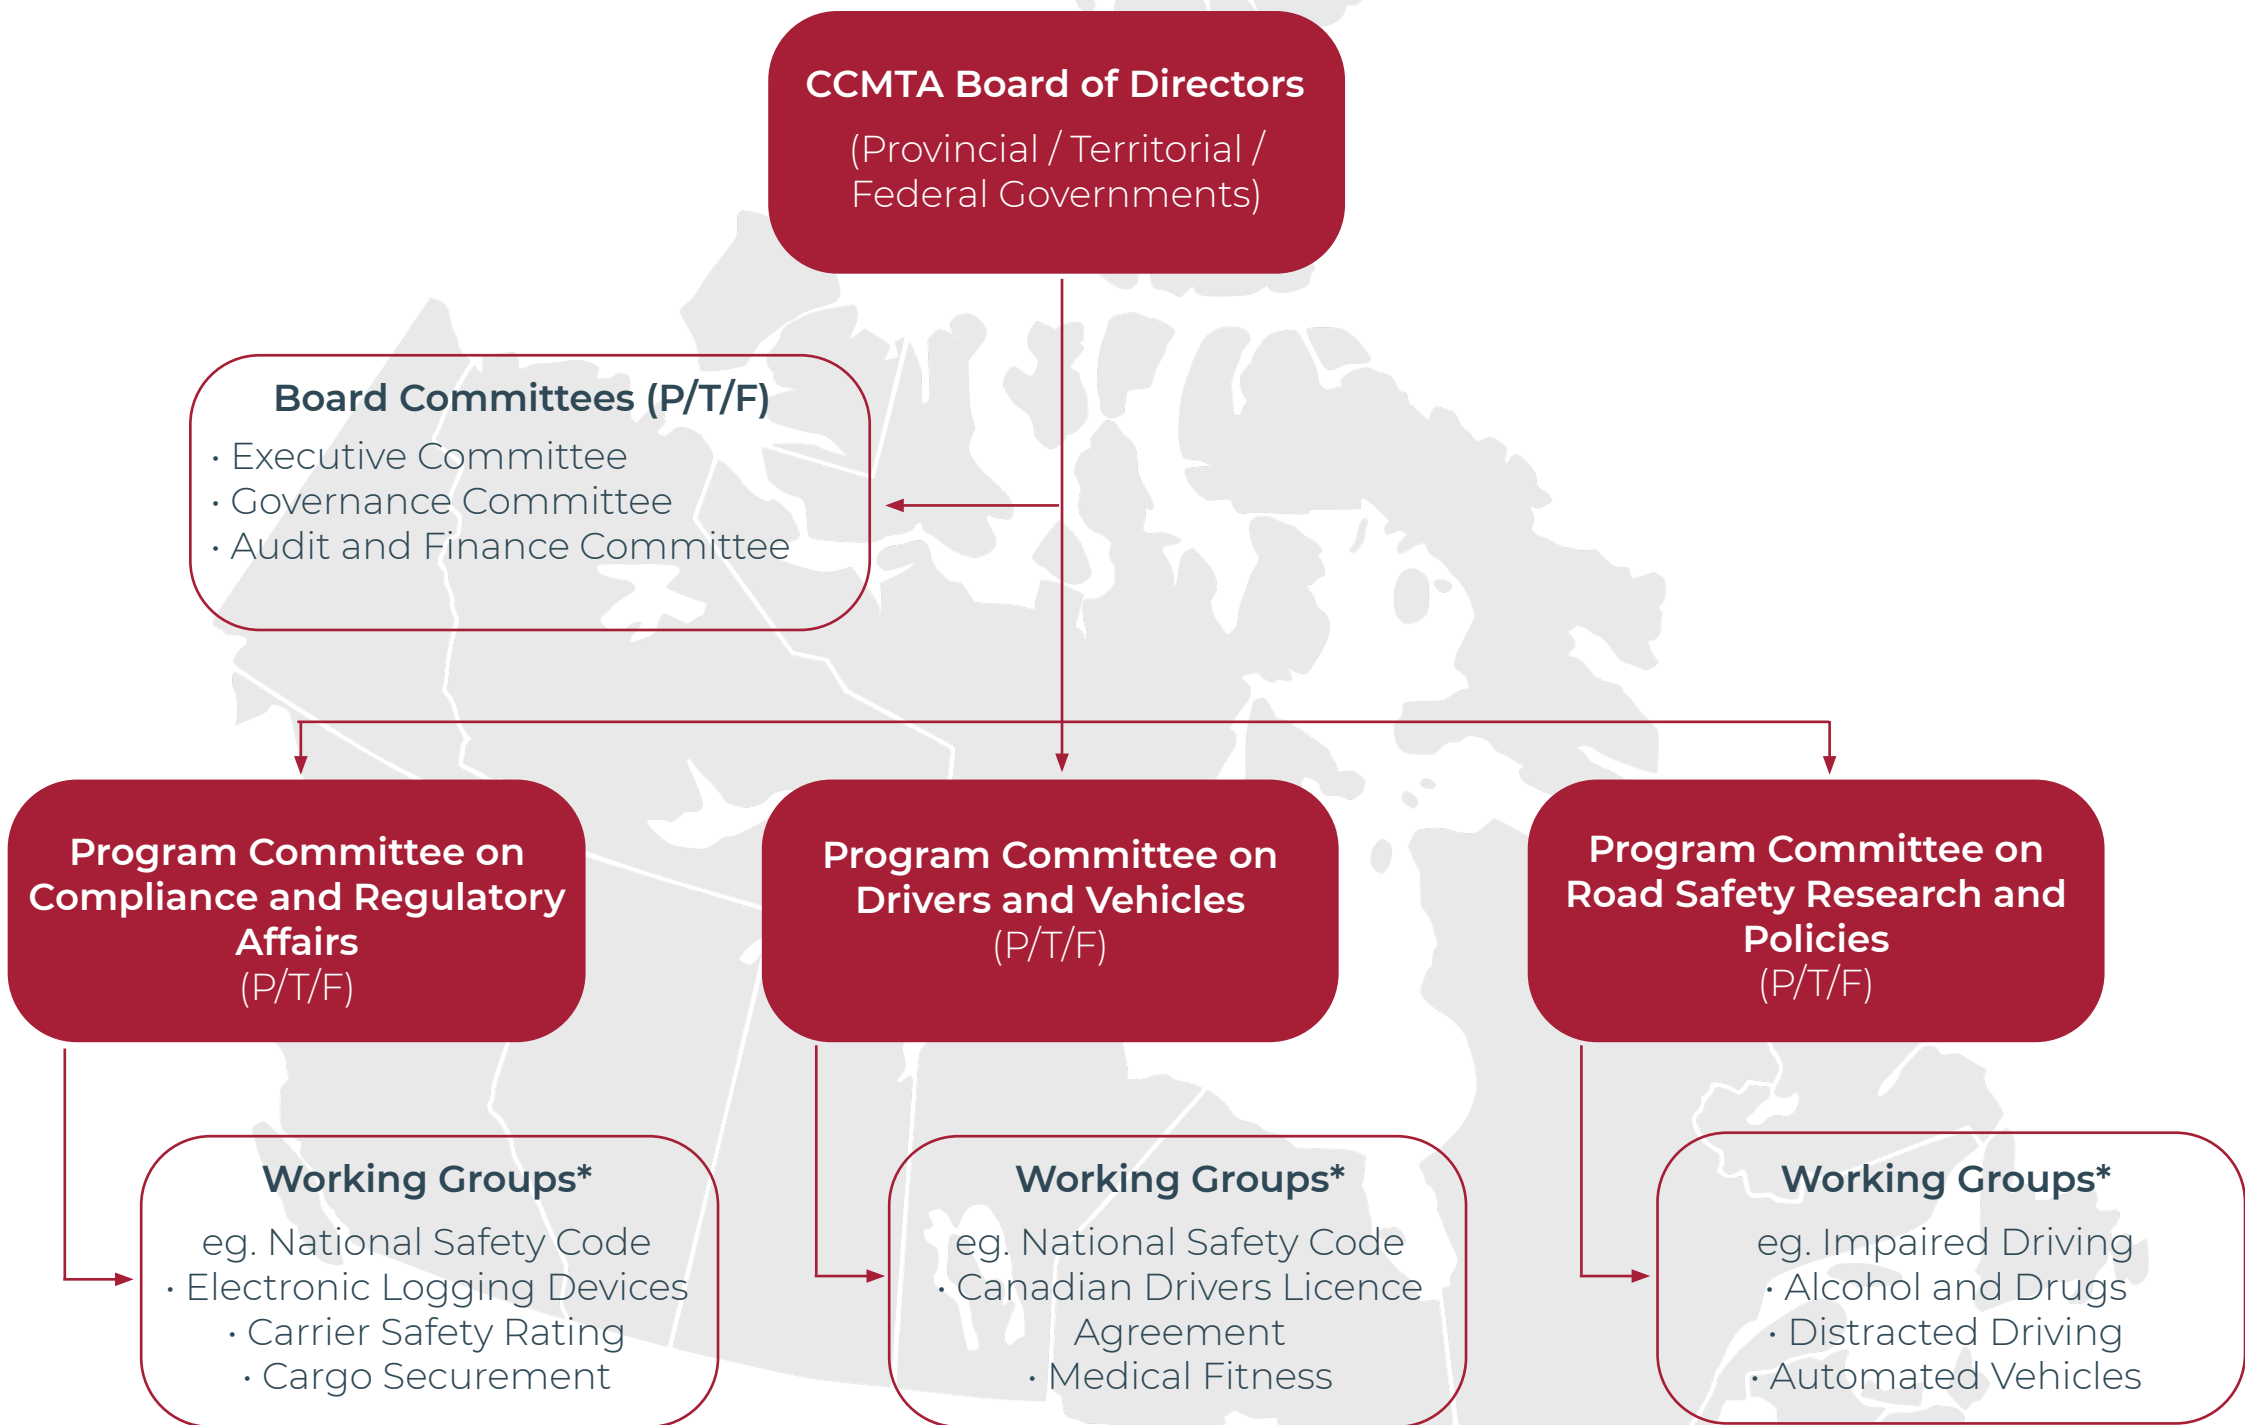 CCMTA Board of Directors
(Provincial / Territorial /
Federal Governments)
Board Committees (P/T/F)
• Executive Committee
• Governance Committee
• Audit and Finance Committee
Program Committee on
Compliance and Regulatory
Affairs
(P/T/F)
Program Committee on
Drivers and Vehicles
(P/T/F)
Program Committee on
Road Safety Research and
Policies
(P/T/F)
Working Groups*
eg. National Safety Code
• Electronic Logging Devices
• Carrier Safety Rating
• Cargo Securement
Working Groups*
eg. National Safety Code
• Canadian Drivers Licence
Agreement
• Medical Fitness
Working Groups*
eg. Impaired Driving
• Alcohol and Drugs
• Distracted Driving
• Automated Vehicles